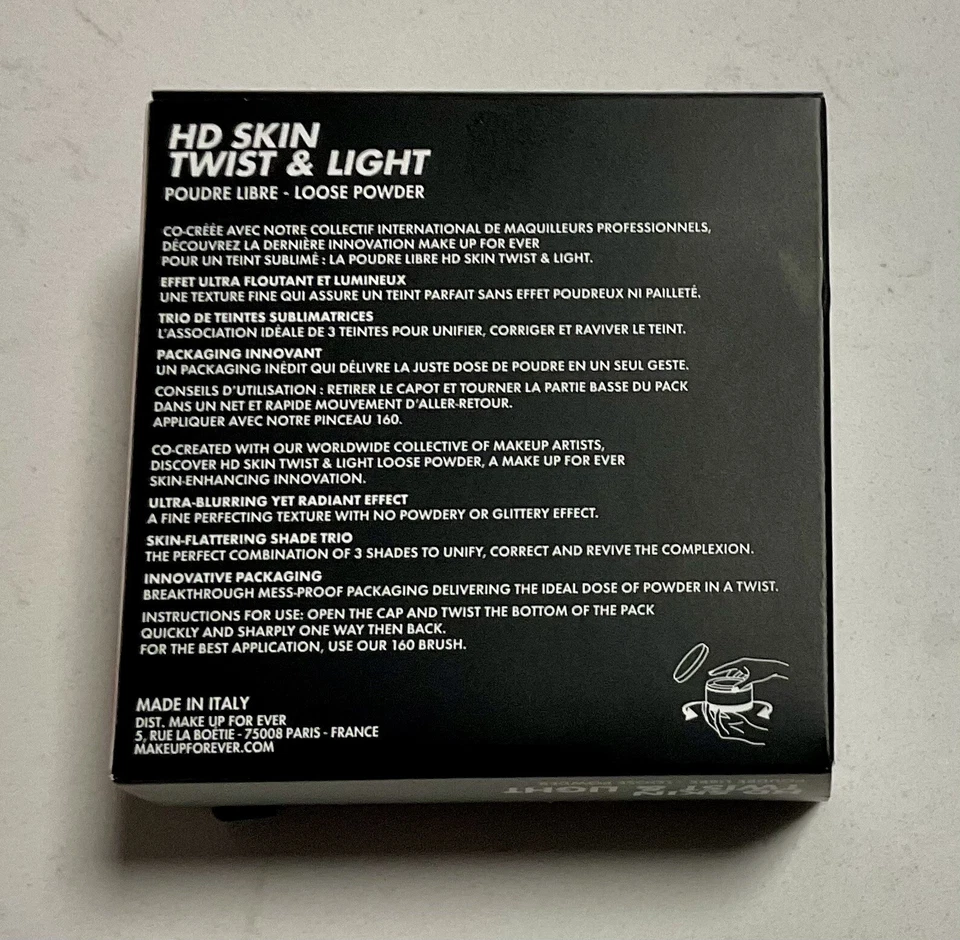 HD SKIN
TWIST & LIGHT
POUDRE LIBRE - LOOSE POWDER
CO-CRÉÈE AVEC NOTRE COLLECTIF INTERNATIONAL DE MAQUILLEURS PROFESSIONNELS,
DÉCOUVREZ LA DERNIÈRE INNOVATION MAKE UP FOR EVER
POUR UN TEINT SUBLIMÉ : LA POUDRE LIBRE HD SKIN TWIST & LIGHT.
EFFET ULTRA FLOUTANT ET LUMINEUX
UNE TEXTURE FINE QUI ASSURE UN TEINT PARFAIT SANS EFFET POUDREUX NI PAILLETÉ.
TRIO DE TEINTES SUBLIMATRICES
L'ASSOCIATION IDÉALE DE 3 TEINTES POUR UNIFIER, CORRIGER ET RAVIVER LE TEINT.
PACKAGING INNOVANT
UN PACKAGING INÉDIT QUI DÉLIVRE LA JUSTE DOSE DE POUDRE EN UN SEUL GESTE.
CONSEILS D'UTILISATION : RETIRER LE CAPOT ET TOURNER LA PARTIE BASSE DU PACK
DANS UN NET ET RAPIDE MOUVEMENT D'ALLER-RETOUR.
APPLIQUER AVEC NOTRE PINCEAU 160.
CO-CREATED WITH OUR WORLDWIDE COLLECTIVE OF MAKEUP ARTISTS,
DISCOVER HD SKIN TWIST & LIGHT LOOSE POWDER, A MAKE UP FOR EVER
SKIN-ENHANCING INNOVATION.
ULTRA-BLURRING YET RADIANT EFFECT
A FINE PERFECTING TEXTURE WITH NO POWDERY OR GLITTERY EFFECT.
SKIN-FLATTERING SHADE TRIO
THE PERFECT COMBINATION OF 3 SHADES TO UNIFY, CORRECT AND REVIVE THE COMPLEXION.
INNOVATIVE PACKAGING
BREAKTHROUGH MESS-PROOF PACKAGING DELIVERING THE IDEAL DOSE OF POWDER IN A TWIST.
INSTRUCTIONS FOR USE: OPEN THE CAP AND TWIST THE BOTTOM OF THE PACK
QUICKLY AND SHARPLY ONE WAY THEN BACK.
FOR THE BEST APPLICATION, USE OUR 160 BRUSH.
MADE IN ITALY
DIST. MAKE UP FOR EVER
5, RUE LA BOÉTIE - 75008 PARIS - FRANCE
MAKEUPFOREVER.COM
TWIST & LIGHT
POUDRE LIBRE - LOOSE POWDER